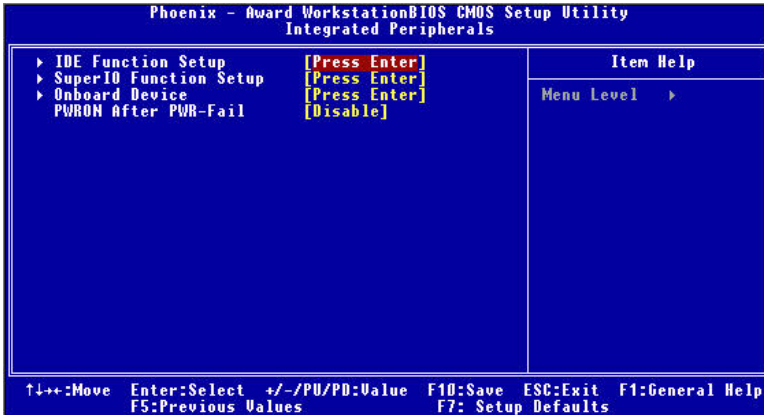 Phoenix - Award WorkstationBIOS CMOS Setup Utility
Integrated Peripherals
IDE Function Setup [Press Enter]
SuperIO Function Setup [Press Enter]
Onboard Device [Press Enter]
PWRON After PWR-Fail [Disable]
Item Help
Menu Level
↑↓→←:Move Enter:Select +/-/PU/PD:Value F10:Save ESC:Exit F1:General Help
F5:Previous Values F7: Setup Defaults